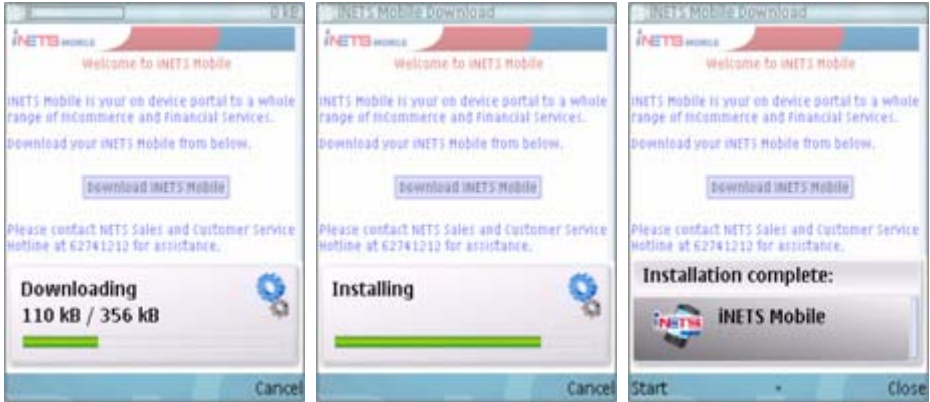 0 kB
iNETS MOBILE
Welcome to iNETS Mobile
iNETS Mobile is your on device portal to a whole
range of mCommerce and Financial Services.
Download your iNETS Mobile from below.
Download iNETS Mobile
Please contact NETS Sales and Customer Service
Hotline at 62741212 for assistance.
Downloading
110 kB / 356 kB
Cancel
iNETS Mobile Download
iNETS MOBILE
Welcome to iNETS Mobile
iNETS Mobile is your on device portal to a whole
range of mCommerce and Financial Services.
Download your iNETS Mobile from below.
Download iNETS Mobile
Please contact NETS Sales and Customer Service
Hotline at 62741212 for assistance.
Installing
Cancel
iNETS Mobile Download
iNETS MOBILE
Welcome to iNETS Mobile
iNETS Mobile is your on device portal to a whole
range of mCommerce and Financial Services.
Download your iNETS Mobile from below.
Download iNETS Mobile
Please contact NETS Sales and Customer Service
Hotline at 62741212 for assistance.
Installation complete:
iNETS
iNETS Mobile
Start
Close